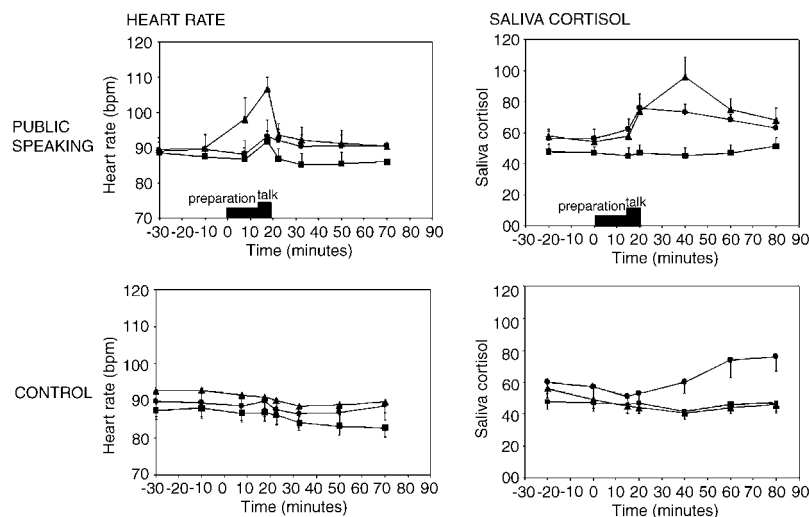 HEART RATE
SALIVA CORTISOL
PUBLIC SPEAKING
Heart rate (bpm)
120
110
100
90
80
70
preparation talk
-30 -20 -10 0 10 20 30 40 50 60 70 80 90
Time (minutes)
Saliva cortisol
120
100
80
60
40
20
00
preparation talk
-30 -20 -10 0 10 20 30 40 50 60 70 80 90
Time (minutes)
CONTROL
Heart rate (bpm)
120
110
100
90
80
70
-30 -20 -10 0 10 20 30 40 50 60 70 80 90
Time (minutes)
Saliva cortisol
120
100
80
60
40
20
00
-30 -20 -10 0 10 20 30 40 50 60 70 80 90
Time (minutes)